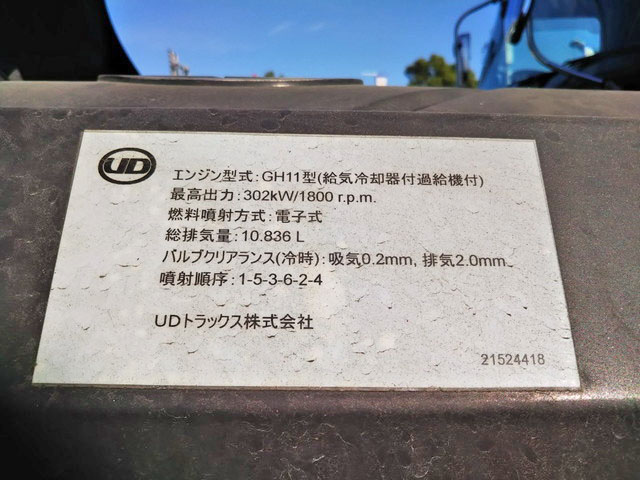 UD
エンジン型式:GH11型(給気冷却器付過給機付)
最高出力:302kW/1800 r.p.m.
燃料噴射方式:電子式
総排気量:10.836 L
バルブクリアランス(冷時):吸気0.2mm, 排気2.0mm
噴射順序:1-5-3-6-2-4
UDトラックス株式会社
21524418